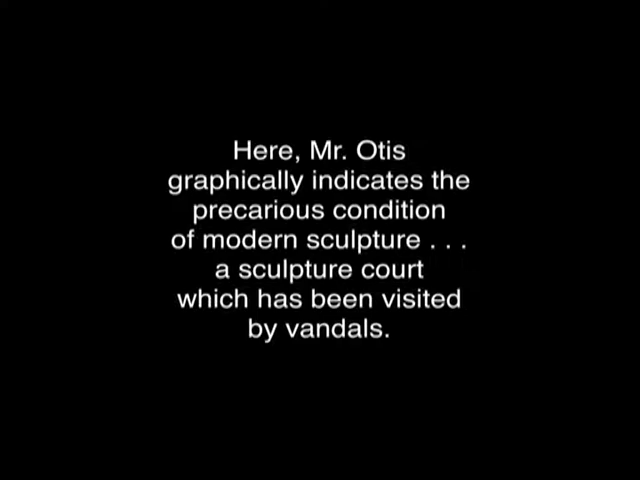 Here, Mr. Otis
graphically indicates the
precarious condition
of modern sculpture . . .
a sculpture court
which has been visited
by vandals.